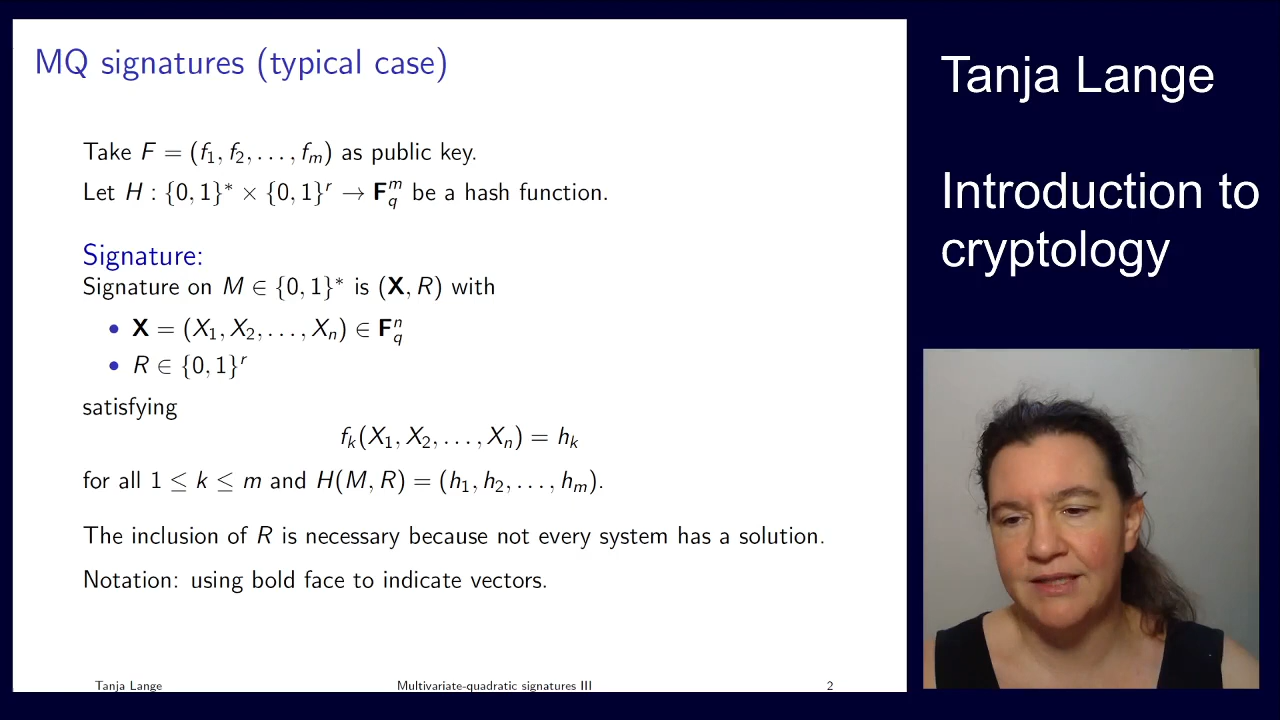 MQ signatures (typical case)
Take F = (f₁, f₂, . . . , fₘ) as public key.
Let H : {0, 1}* × {0, 1}ʳ → F_q^m be a hash function.
Signature:
Signature on M ∈ {0, 1}* is (X, R) with
• X = (X₁, X₂, . . . , Xₙ) ∈ F_q^n
• R ∈ {0, 1}ʳ
satisfying
fₖ(X₁, X₂, . . . , Xₙ) = hₖ
for all 1 ≤ k ≤ m and H(M, R) = (h₁, h₂, . . . , hₘ).
The inclusion of R is necessary because not every system has a solution.
Notation: using bold face to indicate vectors.
Tanja Lange
Multivariate-quadratic signatures III
2
Tanja Lange
Introduction to
cryptology